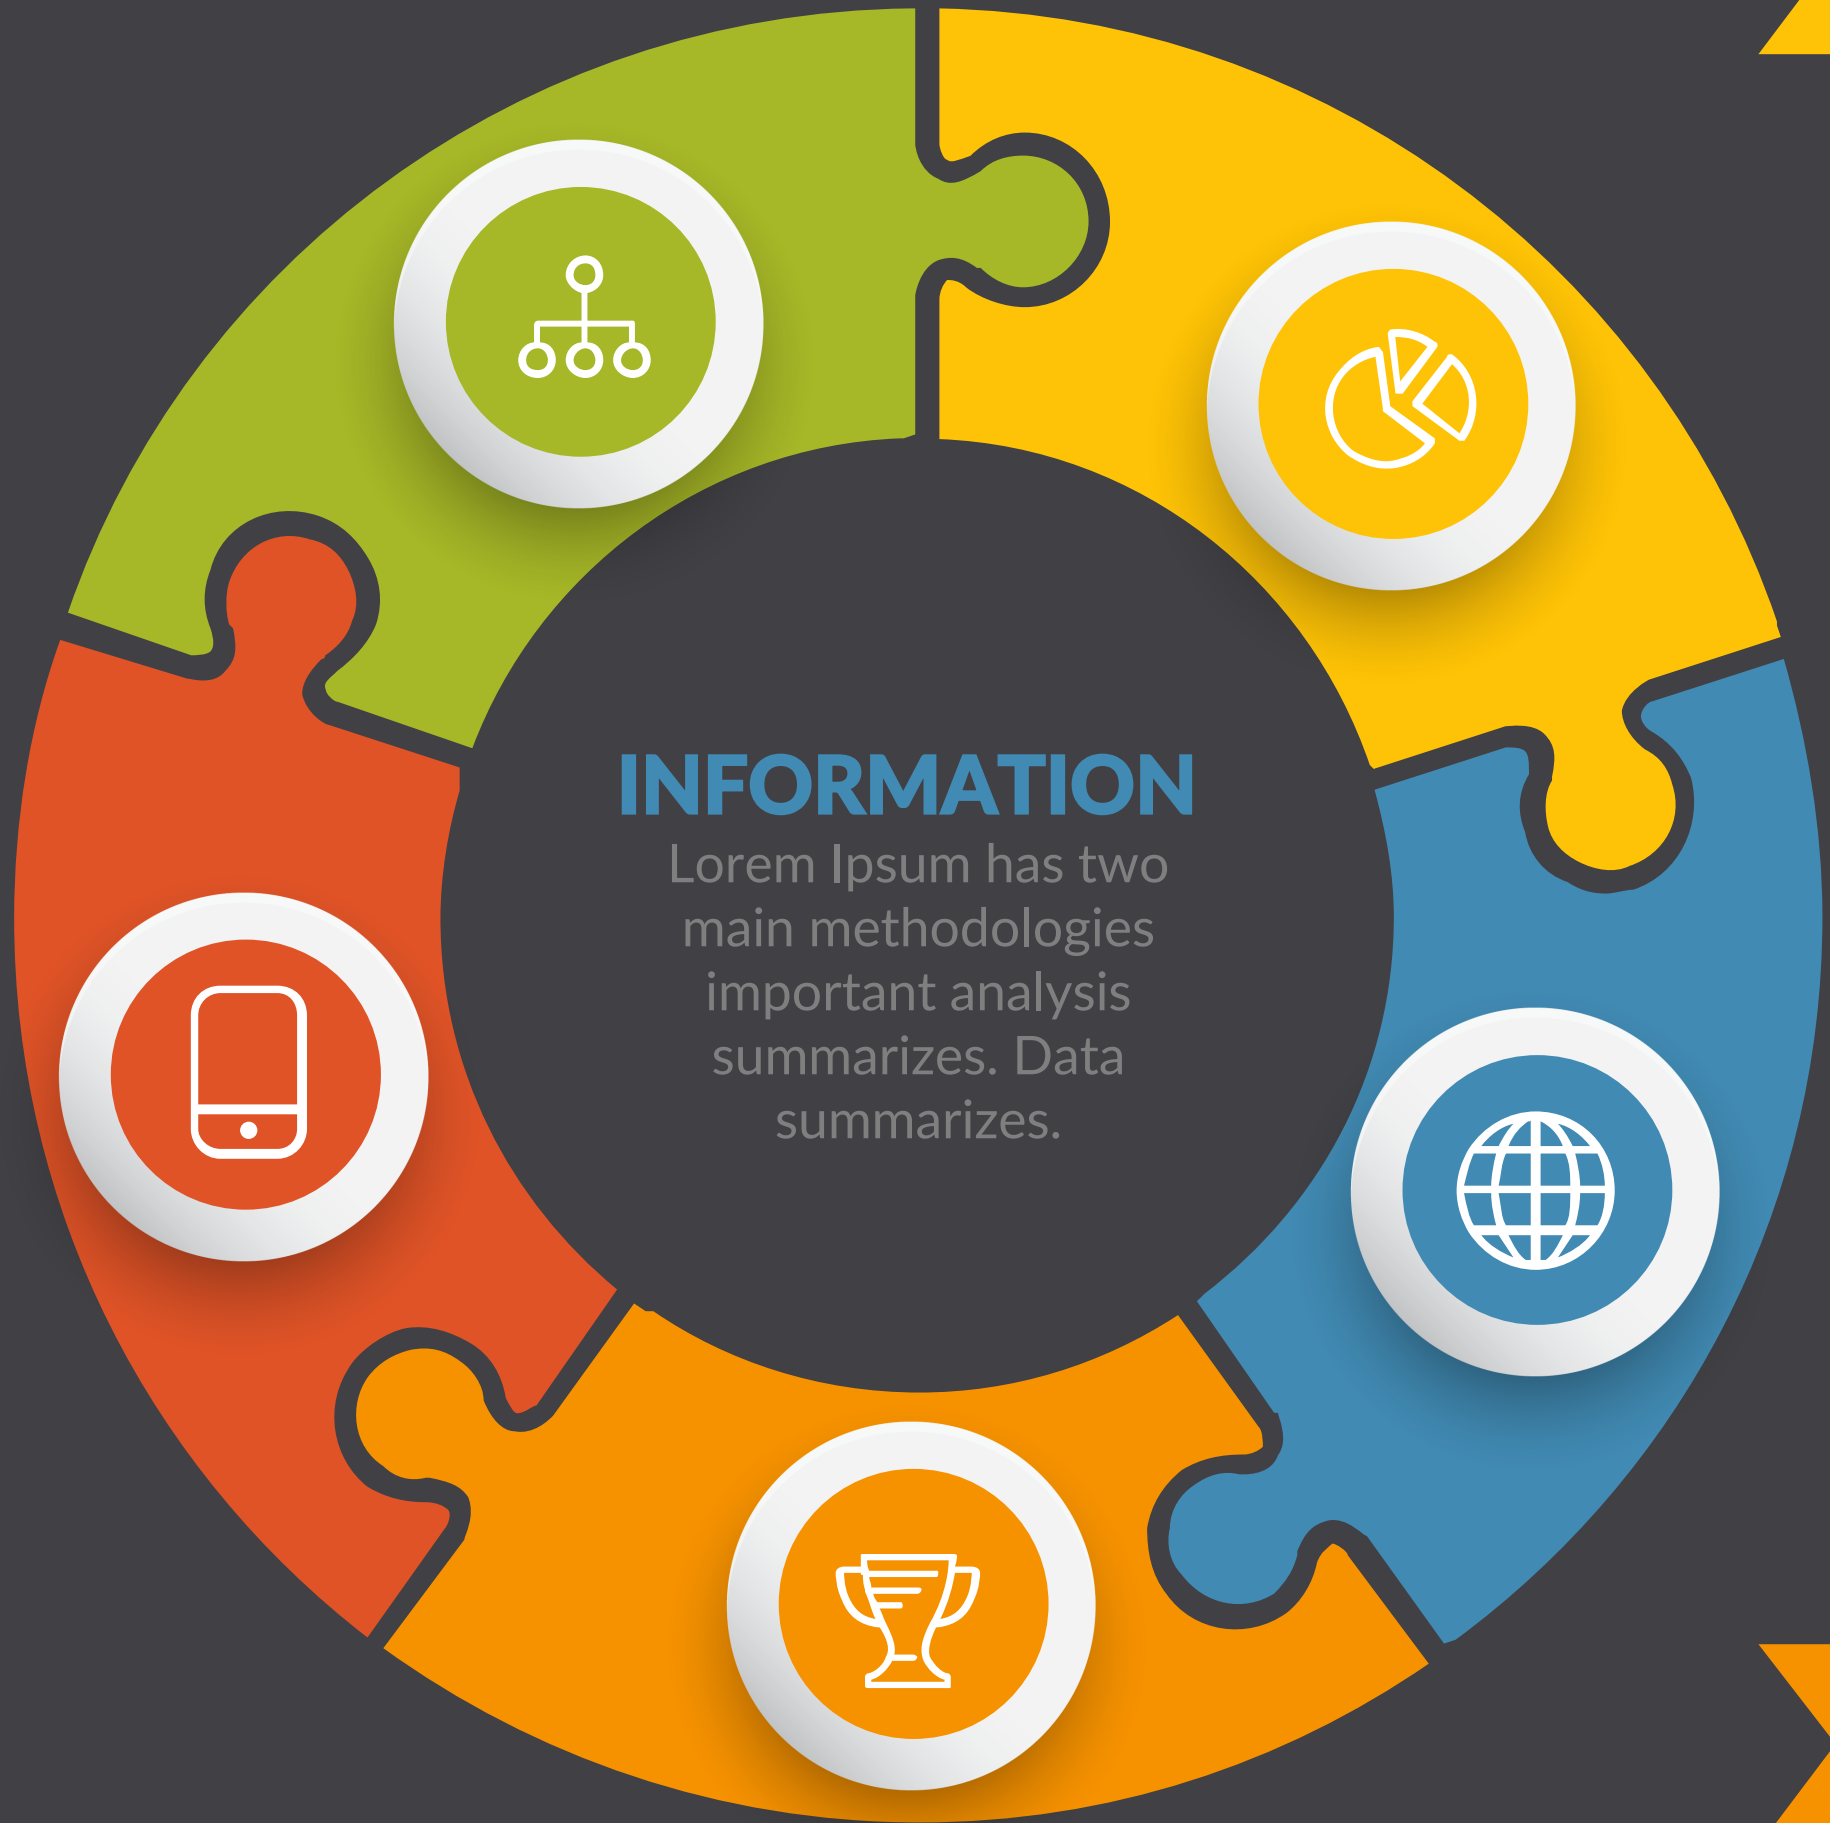 INFORMATION
Lorem Ipsum has two
main methodologies
important analysis
summarizes. Data
summarizes.